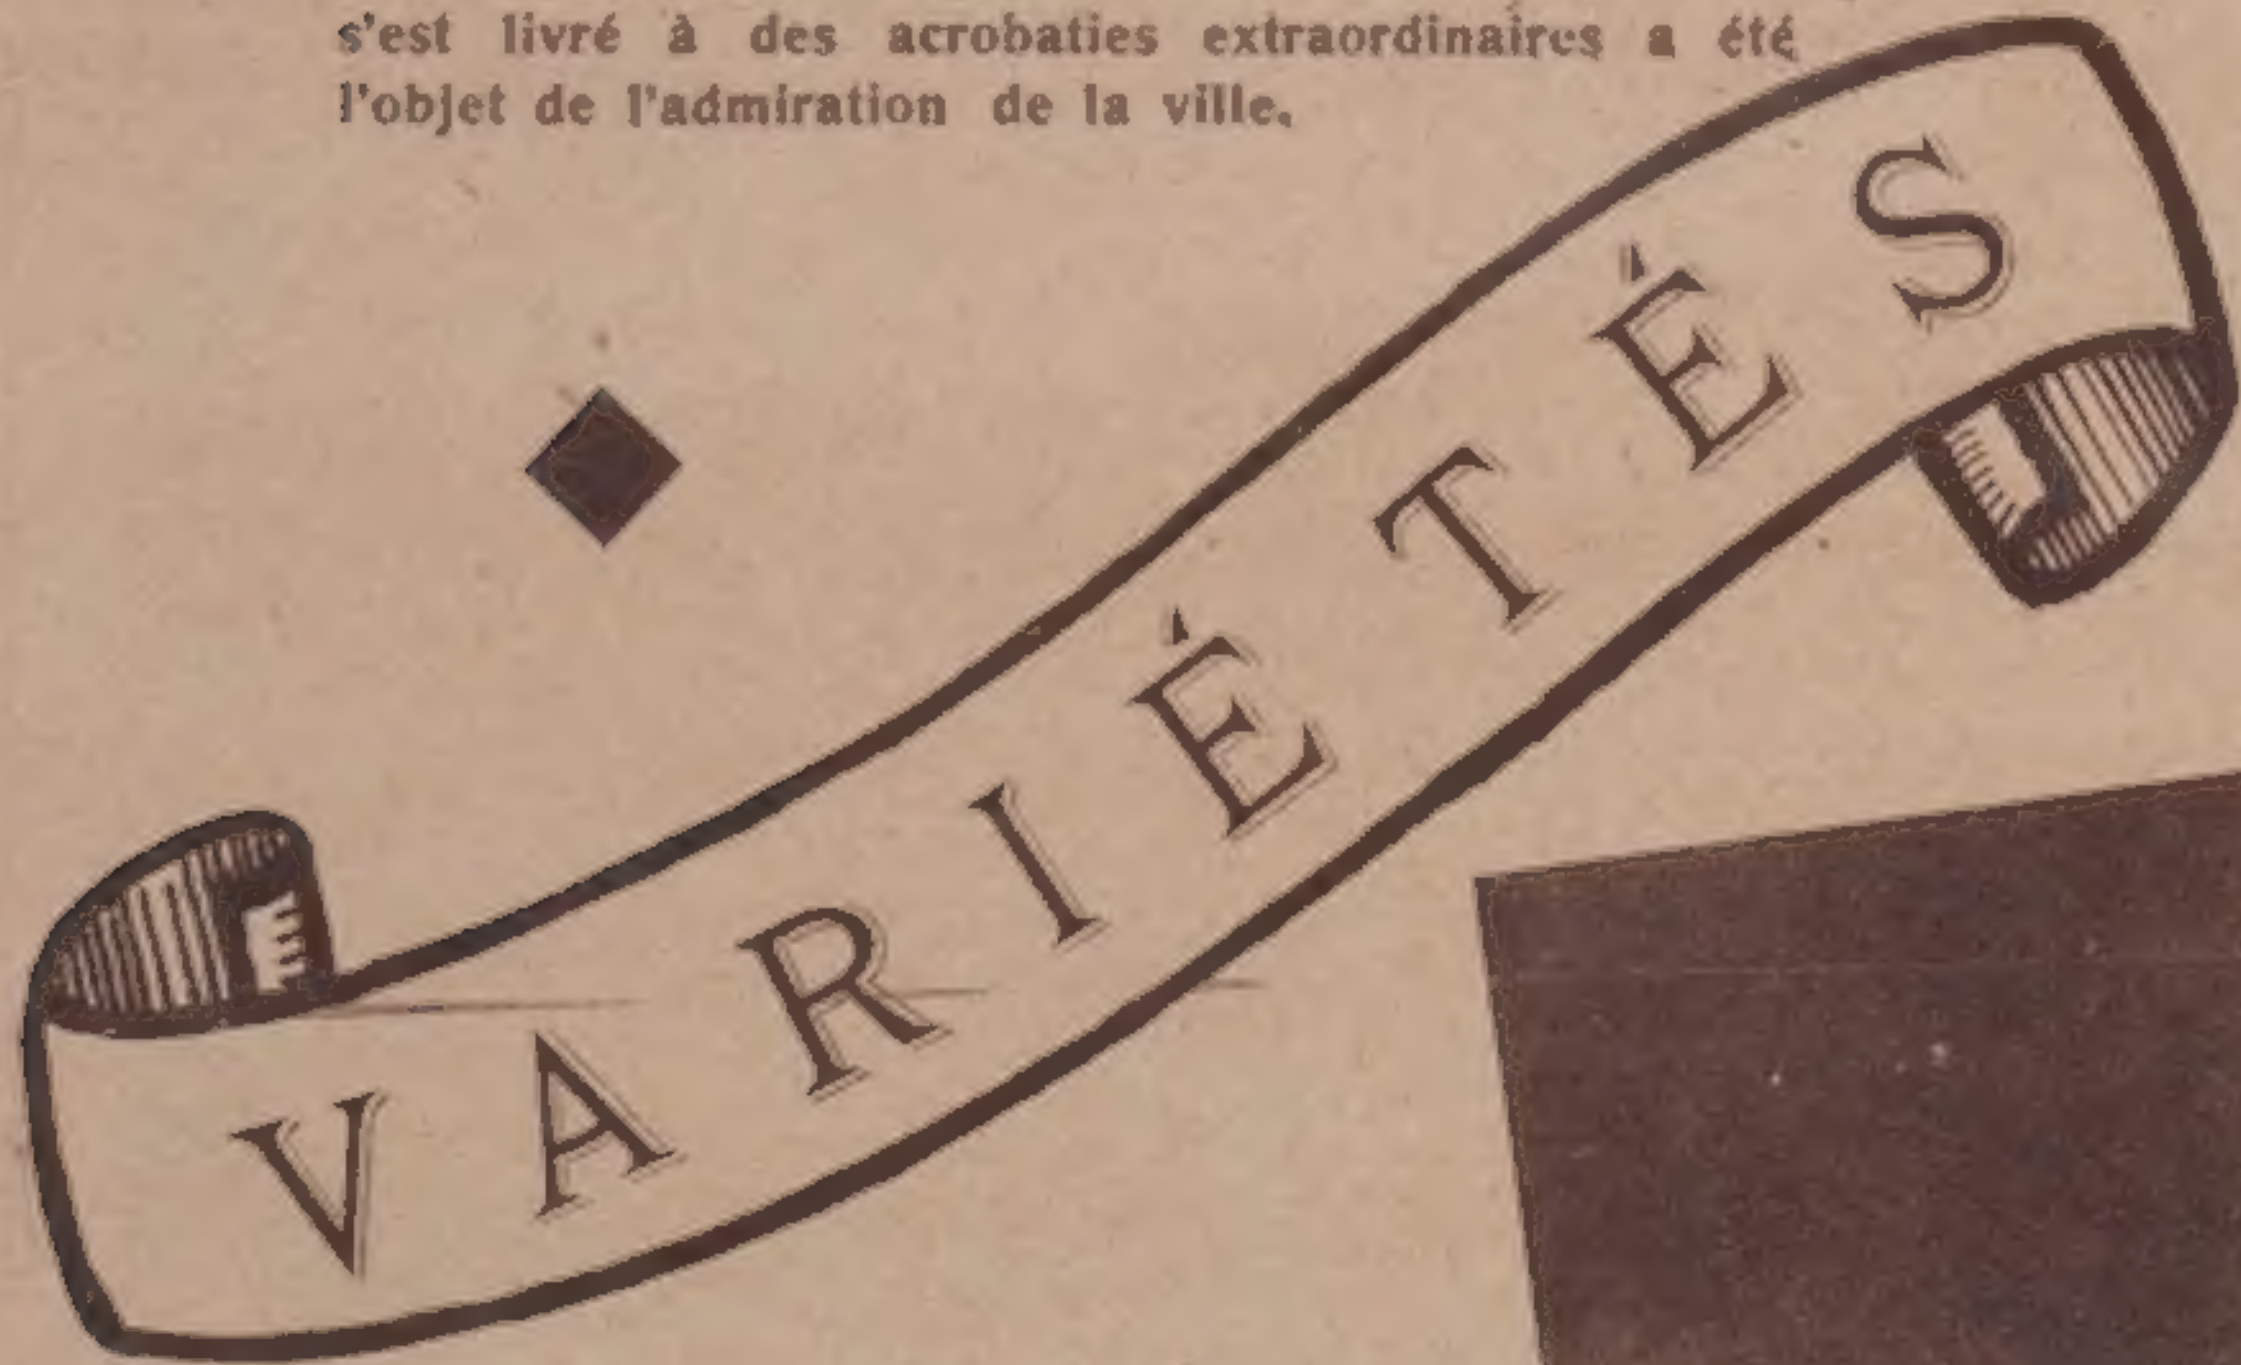 s'est livré à des acrobaties extraordinaires a été
l'objet de l'admiration de la ville.
VARIÉTÉS